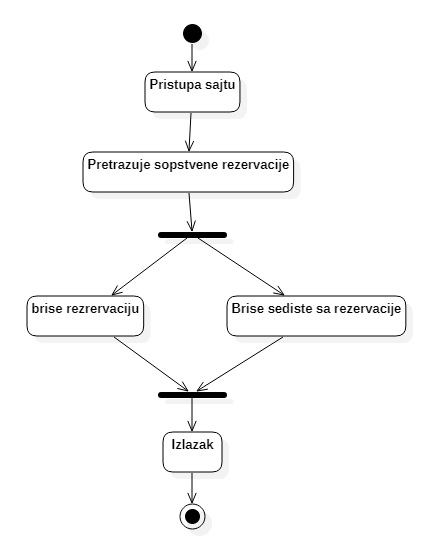 Pristupa sajtu
Pretrazuje sopstvene rezervacije
brise rezrervaciju
Brise sediste sa rezervacije
Izlazak